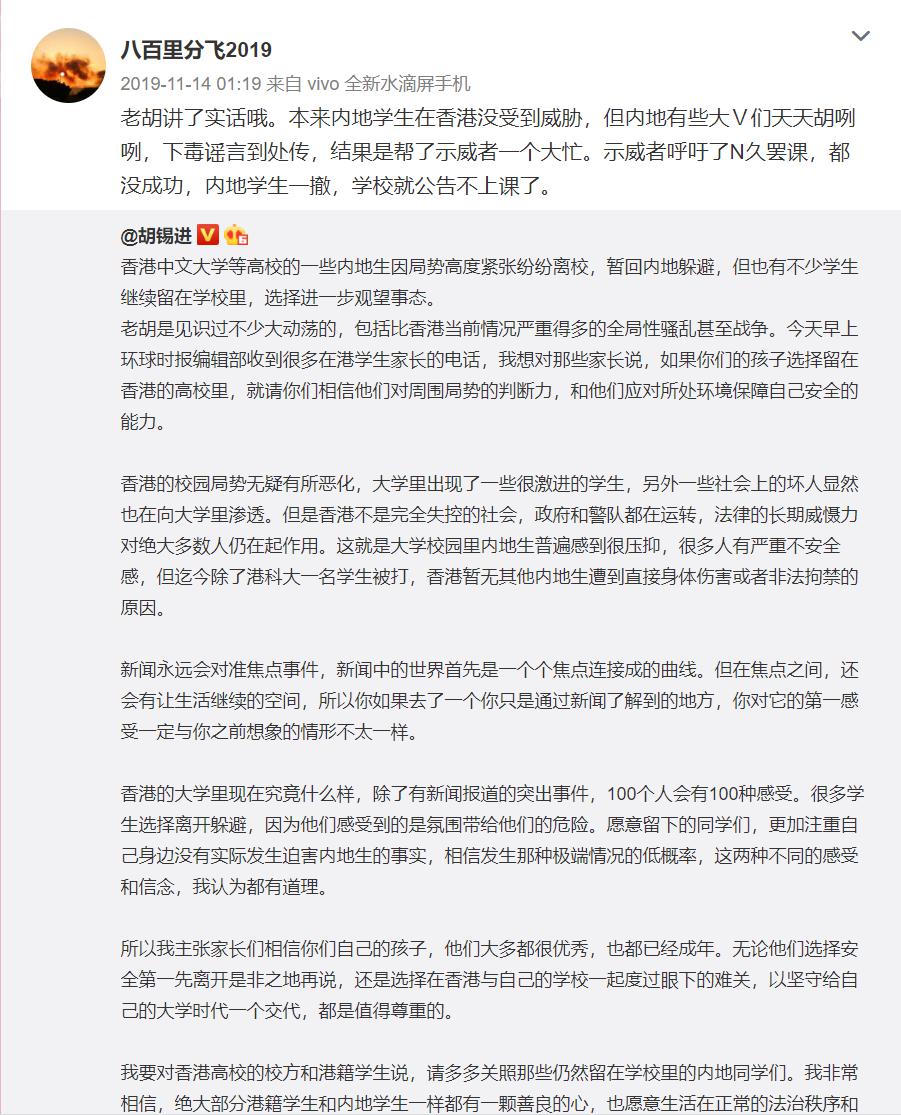 八百里分飞2019
2019-11-14 01:19 来自 vivo 全新水滴屏手机
老胡讲了实话哦。本来内地学生在香港没受到威胁，但内地有些大Ｖ们天天胡咧
咧，下毒谣言到处传，结果是帮了示威者一个大忙。示威者呼吁了N久罢课，都
没成功，内地学生一撤，学校就公告不上课了。
@胡锡进
香港中文大学等高校的一些内地生因局势高度紧张纷纷离校，暂回内地躲避，但也有不少学生
继续留在学校里，选择进一步观望事态。
老胡是见识过不少大动荡的，包括比香港当前情况严重得多的全局性骚乱甚至战争。今天早上
环球时报编辑部收到很多在港学生家长的电话，我想对那些家长说，如果你们的孩子选择留在
香港的高校里，就请你们相信他们对周围局势的判断力，和他们应对所处环境保障自己安全的
能力。
香港的校园局势无疑有所恶化，大学里出现了一些很激进的学生，另外一些社会上的坏人显然
也在向大学里渗透。但是香港不是完全失控的社会，政府和警队都在运转，法律的长期威慑力
对绝大多数人仍在起作用。这就是大学校园里内地生普遍感到很压抑，很多人有严重不安全
感，但迄今除了港科大一名学生被打，香港暂无其他内地生遭到直接身体伤害或者非法拘禁的
原因。
新闻永远会对准焦点事件，新闻中的世界首先是一个个焦点连接成的曲线。但在焦点之间，还
会有让生活继续的空间，所以你如果去了一个你只是通过新闻了解到的地方，你对它的第一感
受一定与你之前想象的情形不太一样。
香港的大学里现在究竟什么样，除了有新闻报道的突出事件，100个人会有100种感受。很多学
生选择离开躲避，因为他们感受到的是氛围带给他们的危险。愿意留下的同学们，更加注重自
己身边没有实际发生迫害内地生的事实，相信发生那种极端情况的低概率，这两种不同的感受
和信念，我认为都有道理。
所以我主张家长们相信你们自己的孩子，他们大多都很优秀，也都已经成年。无论他们选择安
全第一先离开是非之地再说，还是选择在香港与自己的学校一起度过眼下的难关，以坚守给自
己的大学时代一个交代，都是值得尊重的。
我要对香港高校的校方和港籍学生说，请多多关照那些仍然留在学校里的内地同学们。我非常
相信，绝大部分港籍学生和内地学生一样都有一颗善良的心，也愿意生活在正常的法治秩序和